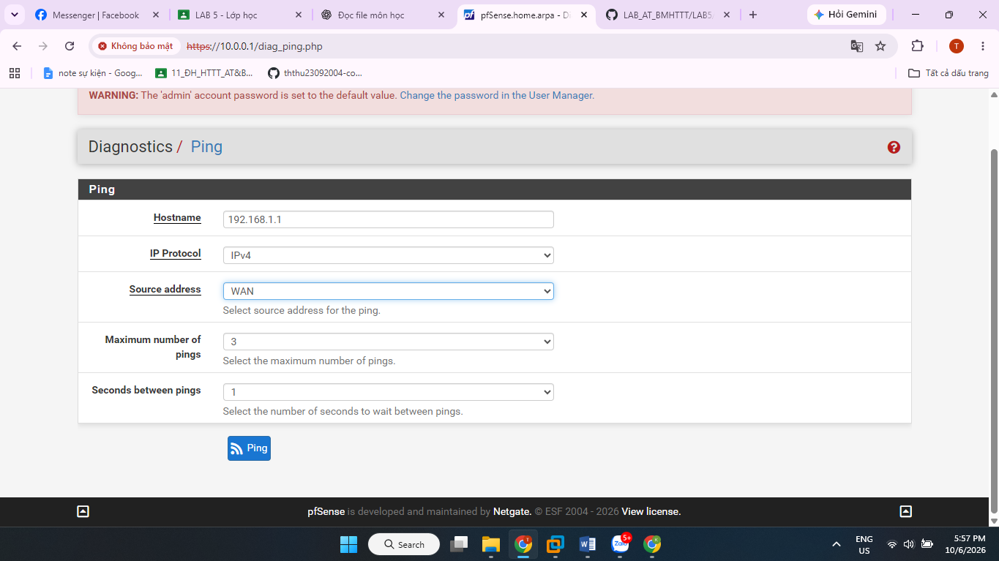 Messenger | Facebook
LAB 5 - Lớp học
Đọc file môn học
pfSense.home.arpa - Di
LAB_AT_BMHTTT/LAB5
Hỏi Gemini
Không bảo mật
https://10.0.0.1/diag_ping.php
T
note sự kiện - Goog...
11_ĐH_HTTT_AT&B...
ththu23092004-co...
Tất cả dấu trang
WARNING: The 'admin' account password is set to the default value. Change the password in the User Manager.
Diagnostics / Ping
Ping
Hostname
192.168.1.1
IP Protocol
IPv4
Source address
WAN
Select source address for the ping.
Maximum number of
pings
3
Select the maximum number of pings.
Seconds between pings
1
Select the number of seconds to wait between pings.
Ping
pfSense is developed and maintained by Netgate. © ESF 2004 - 2026 View license.
Search
1
W
Zalo
5+
K
ENG
US
5:57 PM
10/6/2026